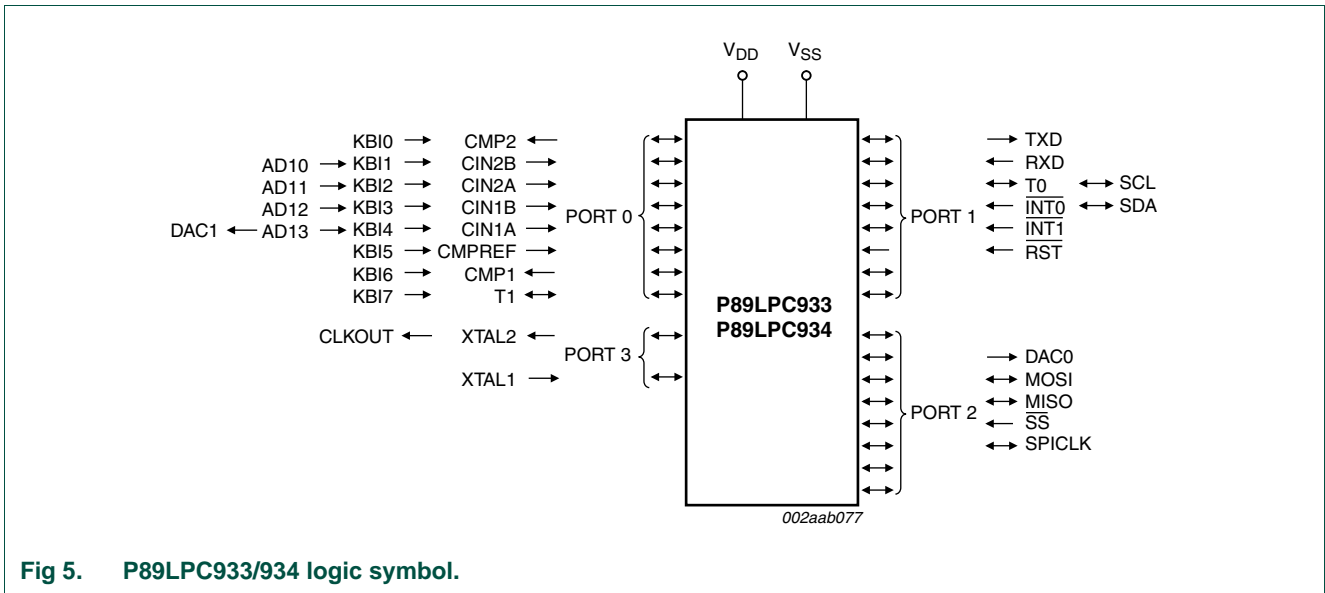 VDD VSS
KBI0 CMP2 TXD
AD10 KBI1 CIN2B RXD
AD11 KBI2 CIN2A T0 SCL
AD12 KBI3 CIN1B PORT 0 PORT 1 INT0 SDA
DAC1 AD13 KBI4 CIN1A INT1
KBI5 CMPREF RST
KBI6 CMP1
KBI7 T1
P89LPC933
P89LPC934
CLKOUT XTAL2
PORT 3 DAC0
XTAL1 MOSI
MISO
PORT 2 SS
SPICLK
002aab077
Fig 5. P89LPC933/934 logic symbol.